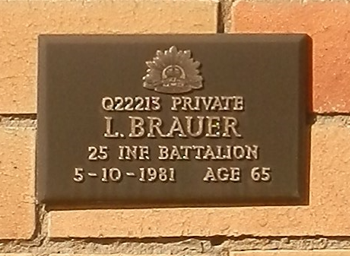 Q22213 PRIVATE
L. BRAUER
25 INF BATTALION
5-10-1981 AGE 65